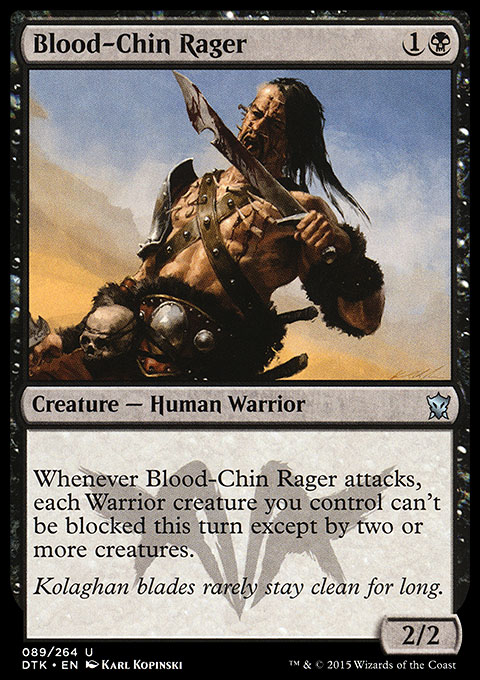 Blood-Chin Rager 1
Creature — Human Warrior
Whenever Blood-Chin Rager attacks,
each Warrior creature you control can't
be blocked this turn except by two or
more creatures.
Kolaghan blades rarely stay clean for long.
2/2
089/264 U
DTK • EN Karl Kopinski
™ & © 2015 Wizards of the Coast